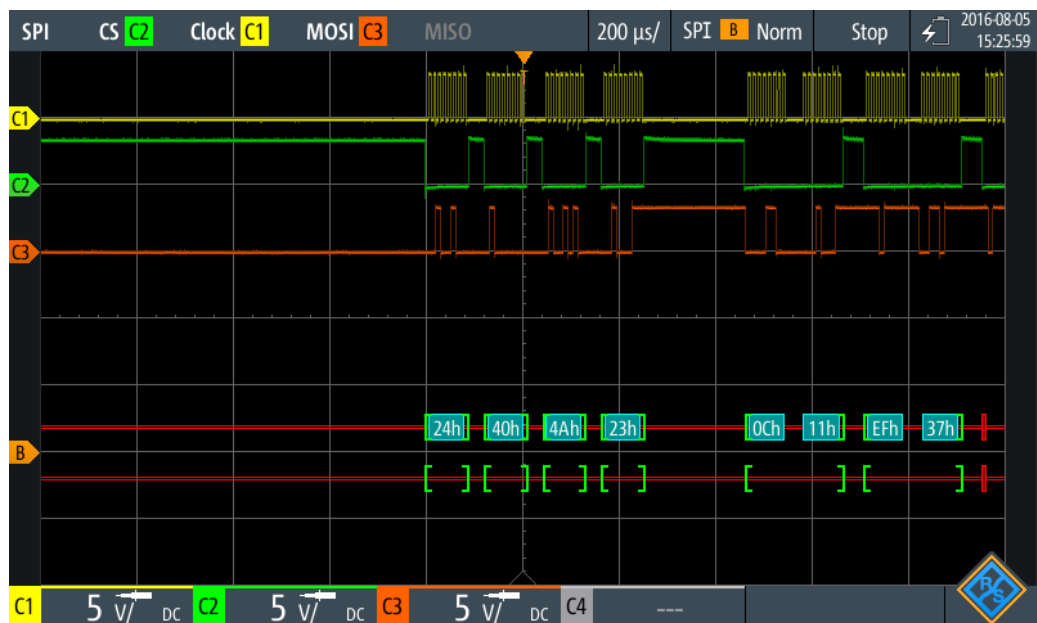 SPI CS C2 Clock C1 MOSI C3 MISO 200 µs/ SPI B Norm Stop 2016-08-05
15:25:59
T
C1
C2
C3
24h 40h 4Ah 23h 0Ch 11h EFh 37h
B
R S
C1 5 V/ DC C2 5 V/ DC C3 5 V/ DC C4 ---